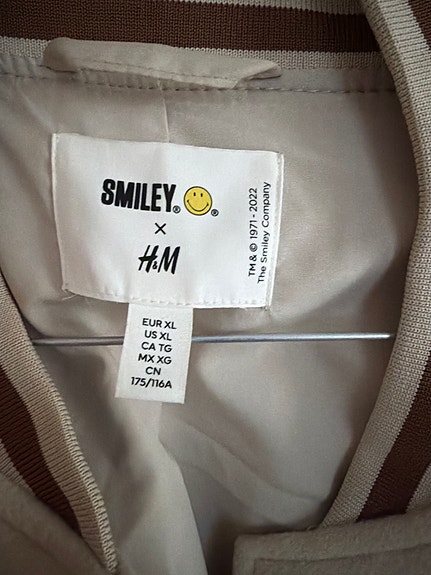 SMILEY®
®
×
H&M
TM & © 1971 - 2022
The Smiley Company
EUR XL
US XL
CA TG
MX XG
CN
175/116A